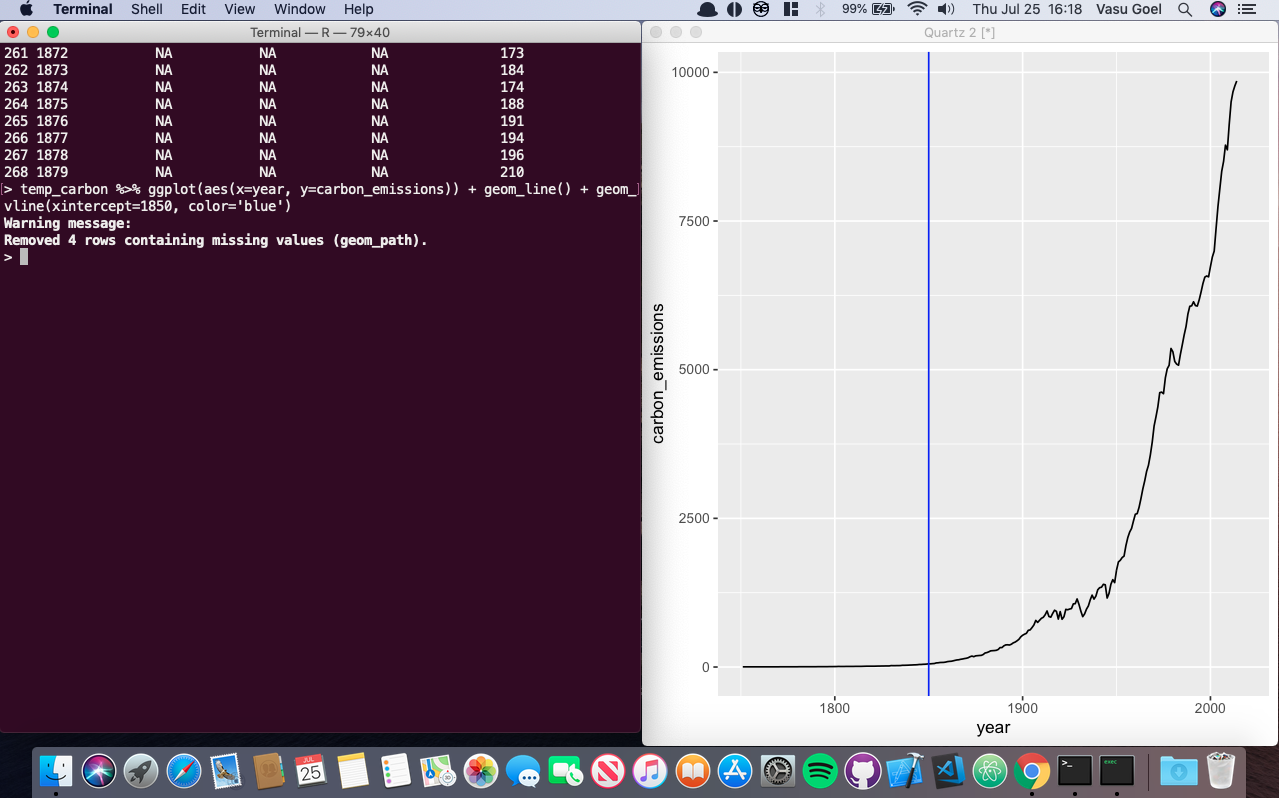 Terminal Shell Edit View Window Help 99% Thu Jul 25 16:18 Vasu Goel
Terminal — R — 79×40
261 1872 NA NA NA 173
262 1873 NA NA NA 184
263 1874 NA NA NA 174
264 1875 NA NA NA 188
265 1876 NA NA NA 191
266 1877 NA NA NA 194
267 1878 NA NA NA 196
268 1879 NA NA NA 210
[> temp_carbon %>% ggplot(aes(x=year, y=carbon_emissions)) + geom_line() + geom_]
vline(xintercept=1850, color='blue')
Warning message:
Removed 4 rows containing missing values (geom_path).
>
Quartz 2 [*]
10000
7500
5000
2500
0
carbon_emissions
1800 1900 2000
year
JUL
25
>_
exec